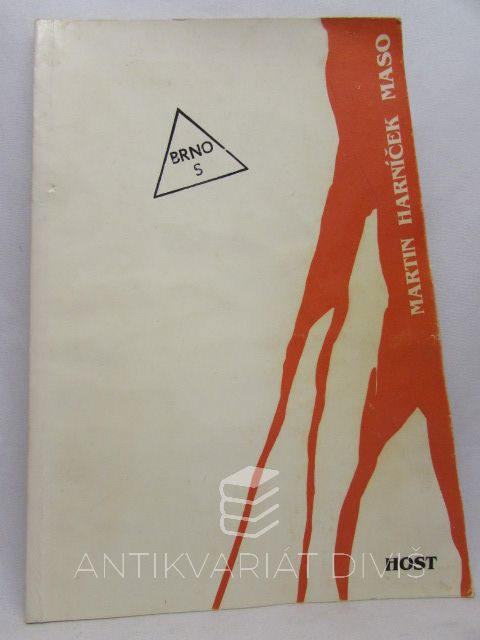 BRNO
S
MARTIN HARNÍČEK MASO
HOST
ANTIKVARIÁT DIVIŠ